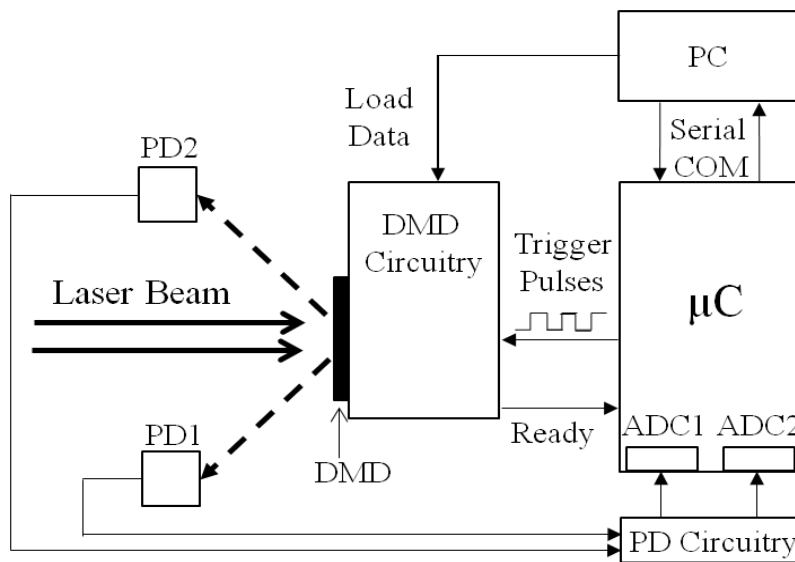 PC
Load
Data
Serial
COM
PD2
DMD
Circuitry
Trigger
Pulses
μC
Laser Beam
PD1
Ready
ADC1
ADC2
DMD
PD Circuitry